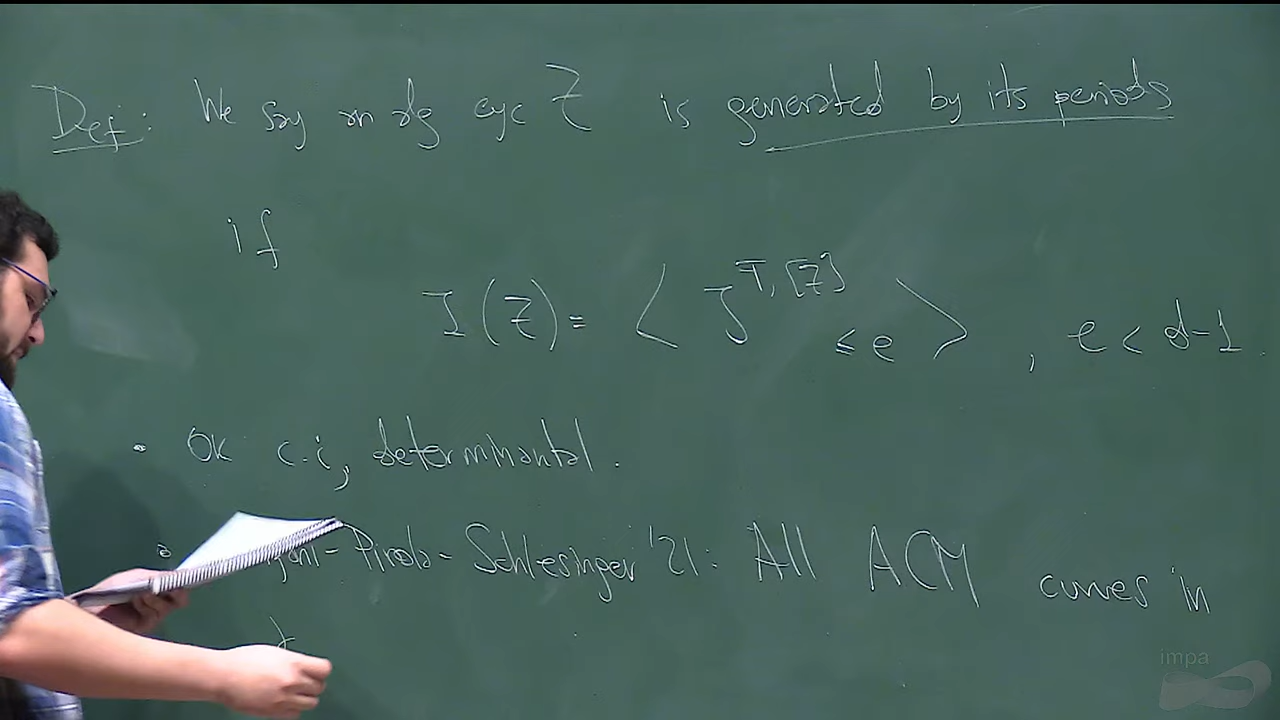 Def: We say an alg cyc Z is generated by its periods
if
I(Z) = ⟨ J^{T,[Z]}_{≤e} ⟩ , e < d-1.
• OK c.i, determinantal.
• -Pirola-Schlesinger '21: All ACM curves in
impa